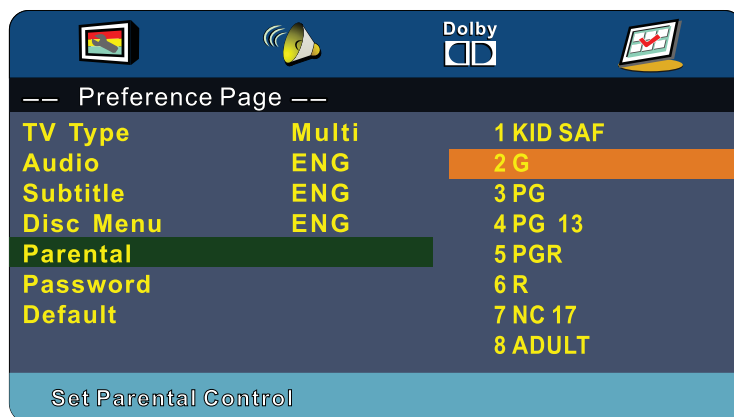 Dolby
—— Preference Page ——
TV Type Multi 1 KID SAF
Audio ENG 2 G
Subtitle ENG 3 PG
Disc Menu ENG 4 PG 13
Parental 5 PGR
Password 6 R
Default 7 NC 17
8 ADULT
Set Parental Control